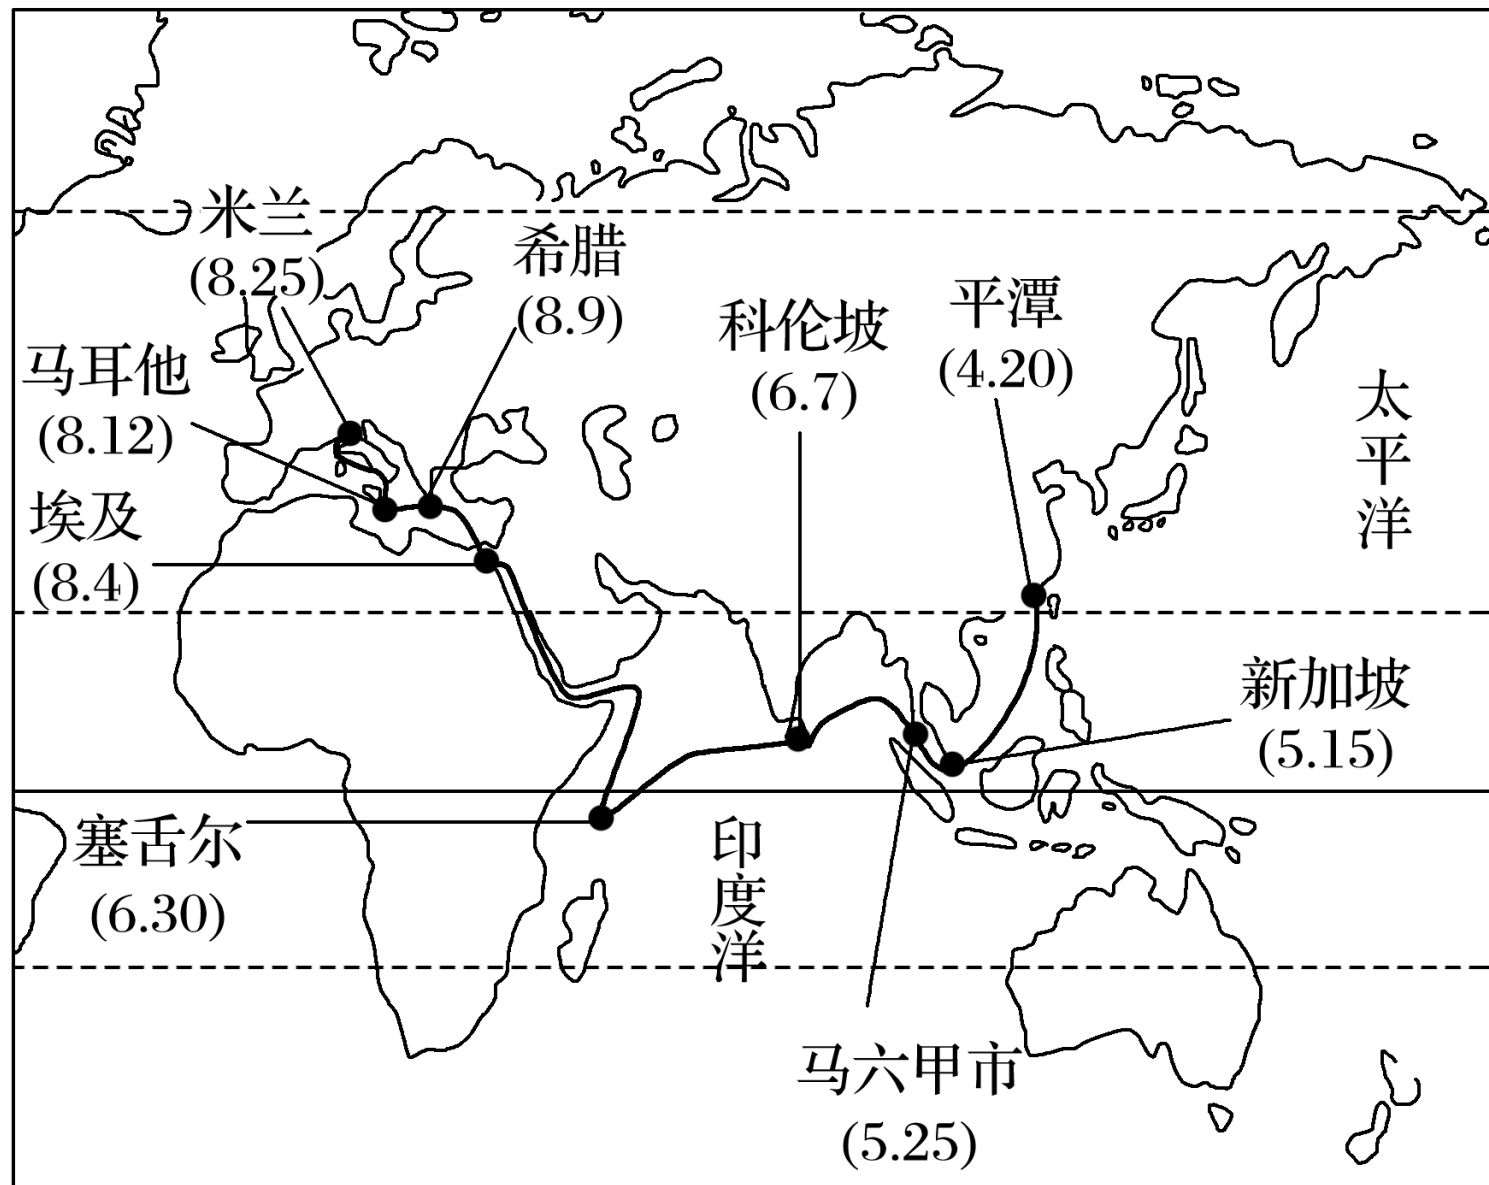 米兰
(8.25)
希腊
(8.9)
平潭
(4.20)
科伦坡
(6.7)
马耳他
(8.12)
太平洋
埃及
(8.4)
新加坡
(5.15)
塞舌尔
(6.30)
印度洋
马六甲市
(5.25)